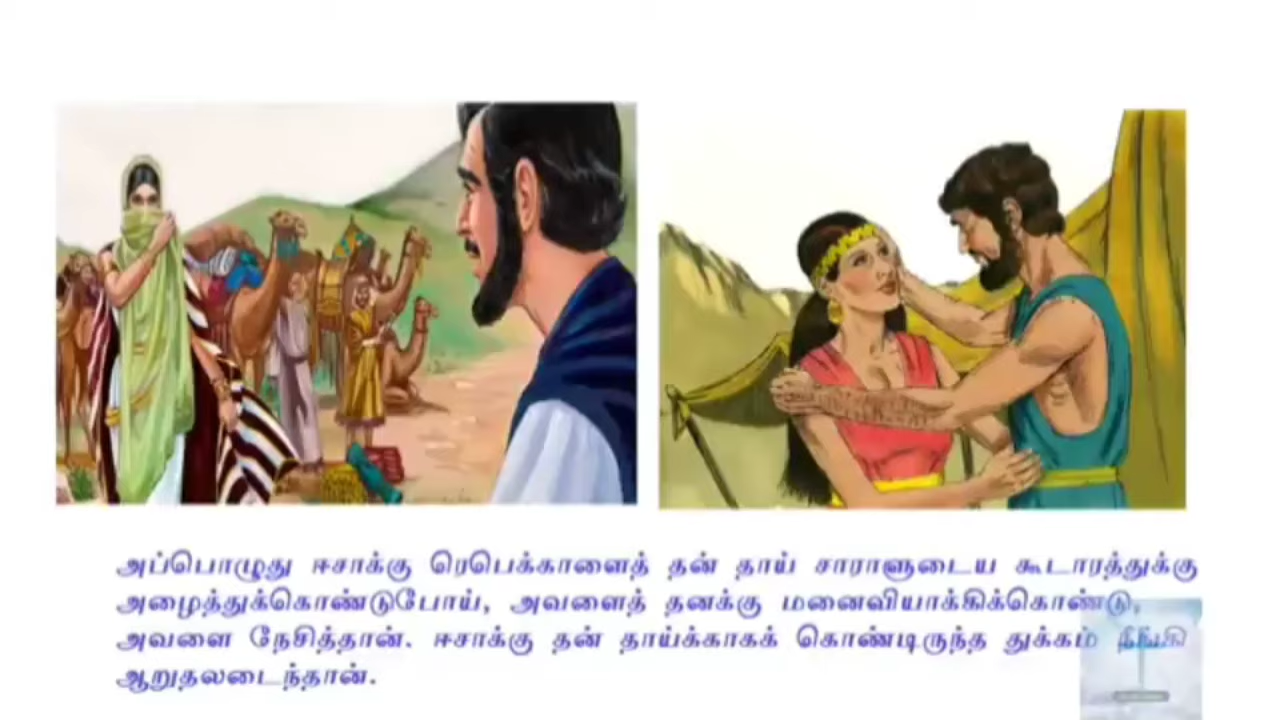 அப்பொழுது ஈசாக்கு ரெபெக்காளைத் தன் தாய் சாராளுடைய கூடாரத்துக்கு
அழைத்துக்கொண்டுபோய், அவளைத் தனக்கு மனைவியாக்கிக்கொண்டு,
அவளை நேசித்தான். ஈசாக்கு தன் தாய்க்காகக் கொண்டிருந்த துக்கம் நீங்கி
ஆறுதலடைந்தான்.